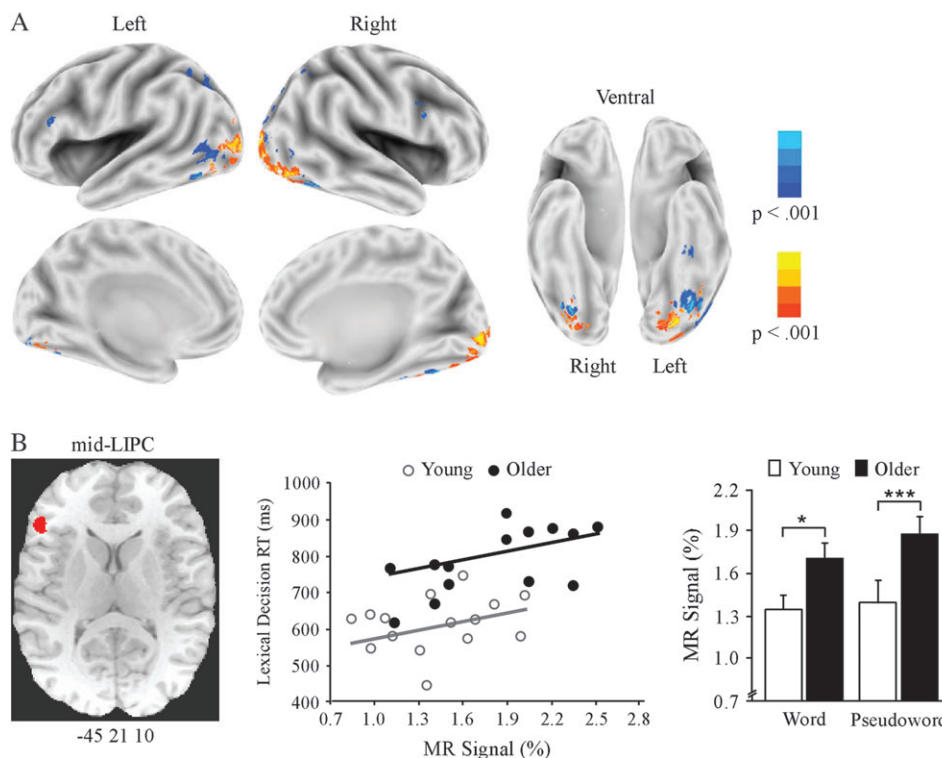 A
Left
Right
Ventral
p < .001
p < .001
Right
Left
B
mid-LIPC
-45 21 10
Young
Older
1000
900
800
700
600
500
400
Lexical Decision RT (ms)
0.7 1.0 1.3 1.6 1.9 2.2 2.5 2.8
MR Signal (%)
Young
Older
2.2
1.9
1.6
1.3
1.0
0.7
MR Signal (%)
*
***
Word
Pseudoword